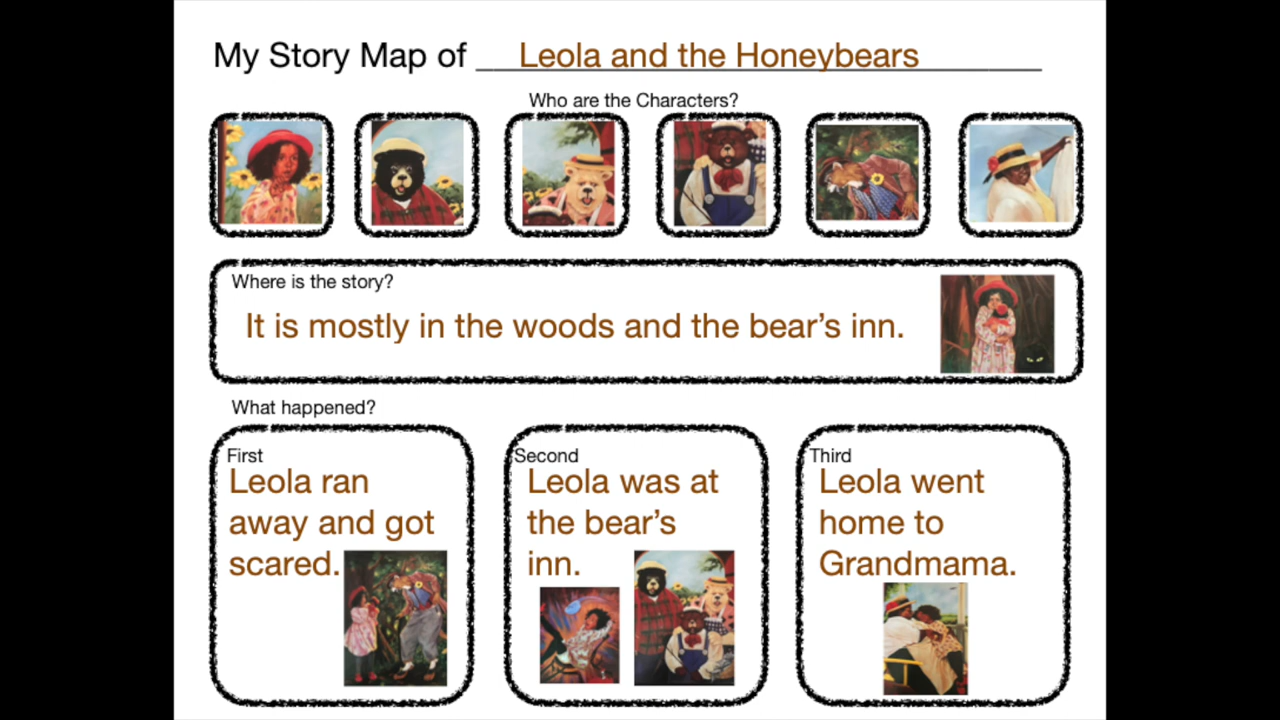 My Story Map of Leola and the Honeybears
Who are the Characters?
Where is the story?
It is mostly in the woods and the bear’s inn.
What happened?
First
Leola ran
away and got
scared.
Second
Leola was at
the bear’s
inn.
Third
Leola went
home to
Grandmama.